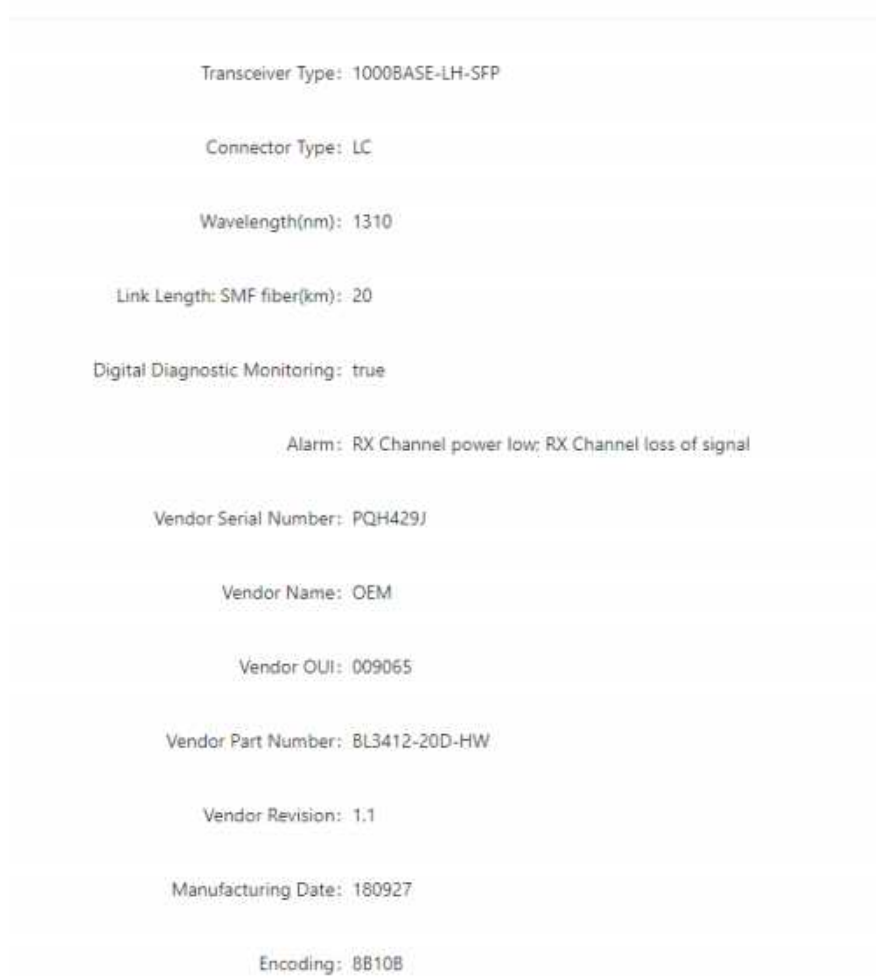 Transceiver Type: 1000BASE-LH-SFP
Connector Type: LC
Wavelength(nm): 1310
Link Length: SMF fiber(km): 20
Digital Diagnostic Monitoring: true
Alarm: RX Channel power low; RX Channel loss of signal
Vendor Serial Number: PQH429J
Vendor Name: OEM
Vendor OUI: 009065
Vendor Part Number: BL3412-20D-HW
Vendor Revision: 1.1
Manufacturing Date: 180927
Encoding: 8B10B